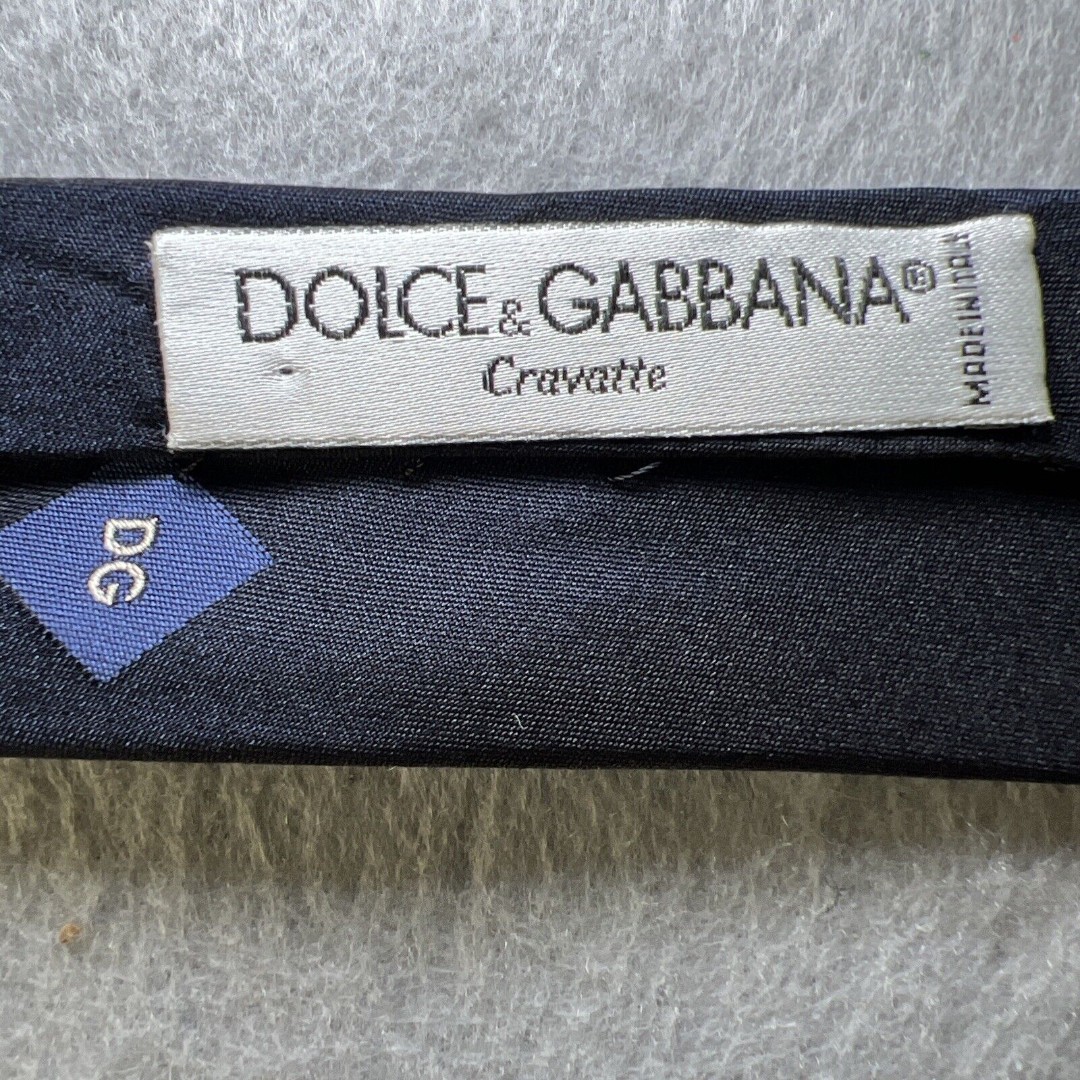 DOLCE & GABBANA®
Cravatte
MADE IN ITALY
DG